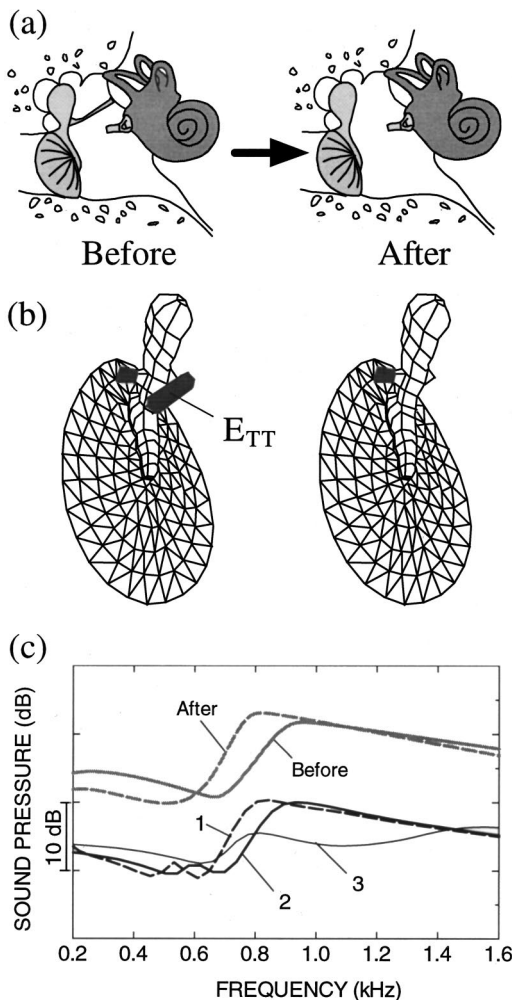 (a)
Before
After
(b)
E_TT
(c)
SOUND PRESSURE (dB)
10 dB
After
Before
1
2
3
0.2
0.4
0.6
0.8
1.0
1.2
1.4
1.6
FREQUENCY (kHz)